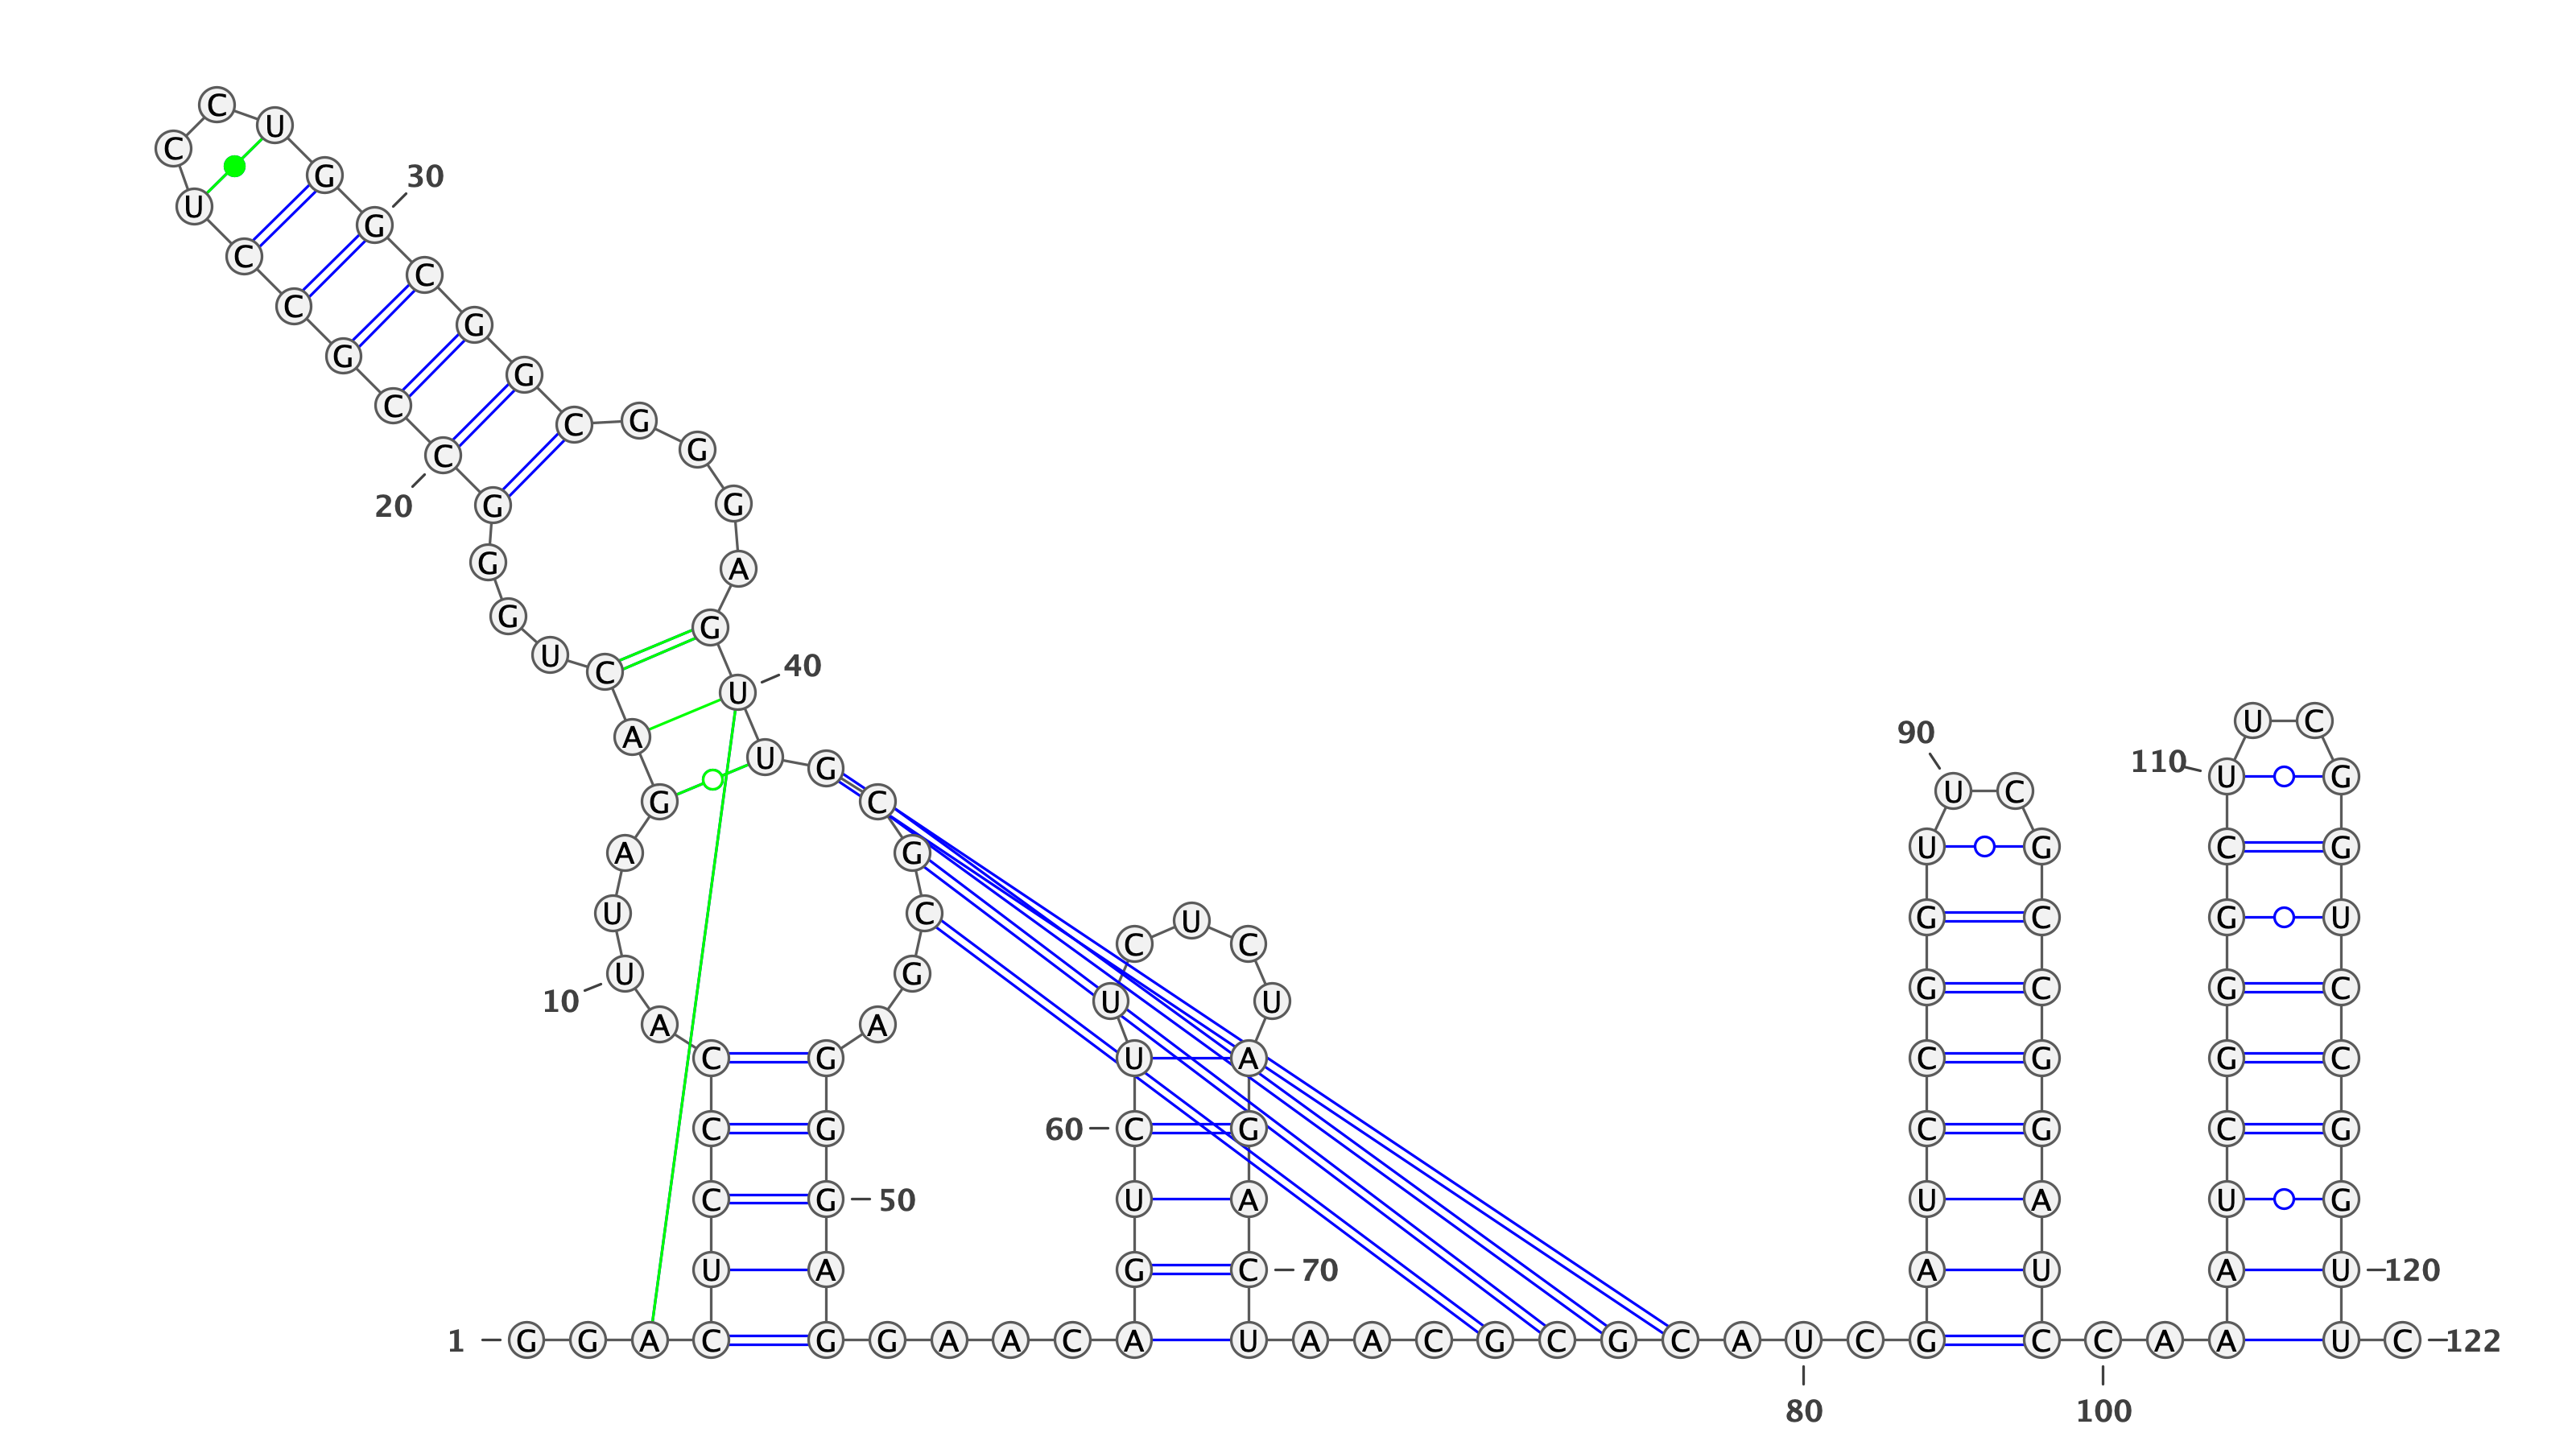 C
U
C
G 30
U
G
C
C
C
G
G
G
C
C G
C G
20 G G
G A
G G
U C 40
U
U C
A 90
U G 110 U G
U C
G C
A G U G C G
U C C U C G C G U
U G G C G C
10 U U
A A
C G U A C G G C
C G 60 C G C G C G
C G 50 U A U A U G
U A G C 70 A U A U 120
1 G G A C G G A A C A U A A C G C G C A U C G C C A A U C 122
80 100